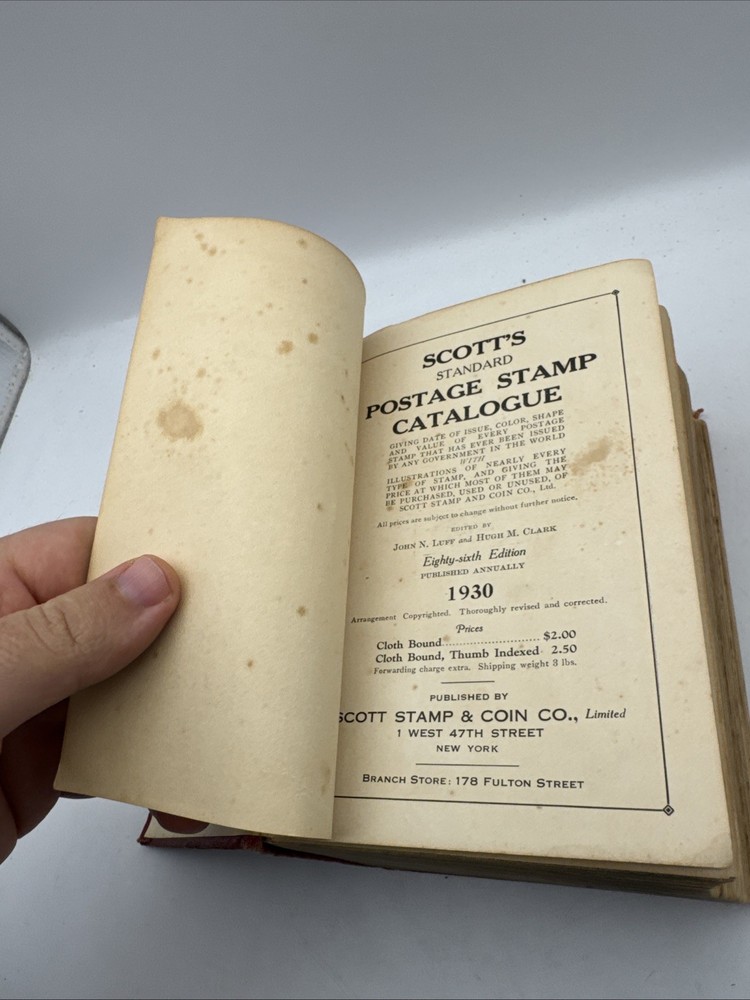 SCOTT'S
STANDARD
POSTAGE STAMP
CATALOGUE
GIVING DATE OF ISSUE, COLOR, SHAPE
AND VALUE OF EVERY POSTAGE
STAMP THAT HAS EVER BEEN ISSUED
BY ANY GOVERNMENT IN THE WORLD
WITH
ILLUSTRATIONS OF NEARLY EVERY
TYPE OF STAMP, AND GIVING THE
PRICE AT WHICH MOST OF THEM MAY
BE PURCHASED, USED OR UNUSED, OF
SCOTT STAMP AND COIN CO., Ltd.
All prices are subject to change without further notice.
EDITED BY
JOHN N. LUFF and HUGH M. CLARK
Eighty-sixth Edition
PUBLISHED ANNUALLY
1930
Arrangement Copyrighted. Thoroughly revised and corrected.
Prices
Cloth Bound............................ $2.00
Cloth Bound, Thumb Indexed. 2.50
Forwarding charge extra. Shipping weight 3 lbs.
PUBLISHED BY
SCOTT STAMP & COIN CO., Limited
1 WEST 47TH STREET
NEW YORK
BRANCH STORE: 178 FULTON STREET